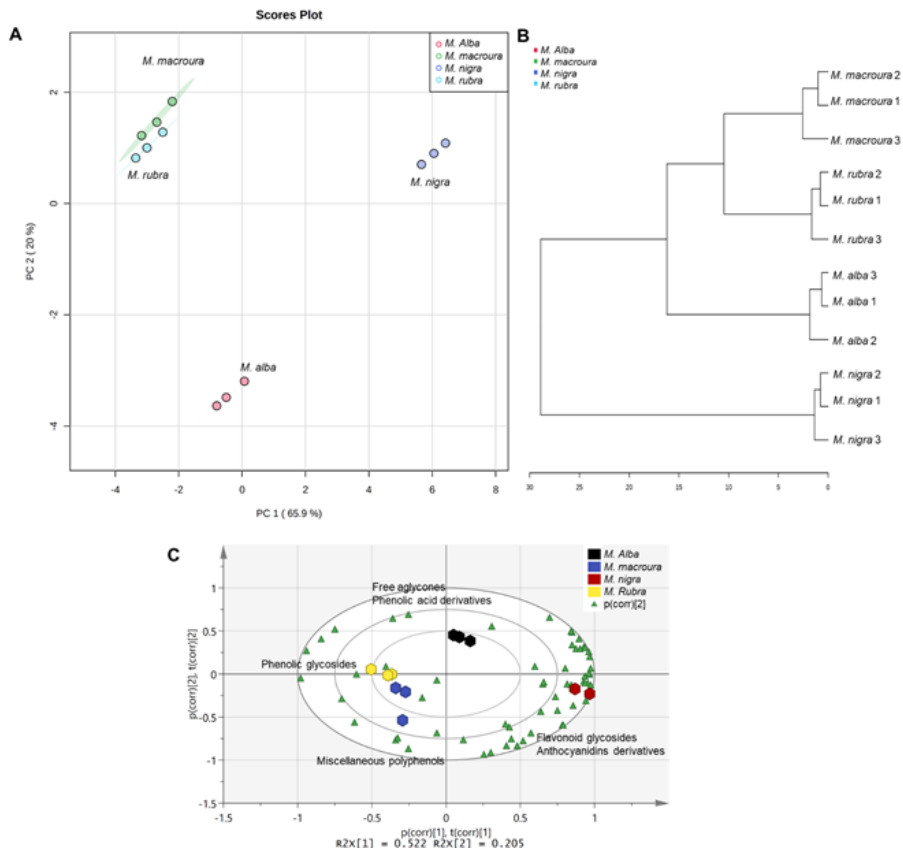 Scores Plot
A
M. macroura
M. rubra
M. nigra
M. alba
M. Alba
M. macroura
M. nigra
M. rubra
PC 2 ( 20 %)
2
0
-2
-4
-4
-2
0
2
4
6
8
PC 1 ( 65.9 %)
B
M. Alba
M. macroura
M. nigra
M. rubra
M. macroura 2
M. macroura 1
M. macroura 3
M. rubra 2
M. rubra 1
M. rubra 3
M. alba 3
M. alba 1
M. alba 2
M. nigra 2
M. nigra 1
M. nigra 3
30
25
20
15
10
5
0
C
M. Alba
M. macroura
M. nigra
M. Rubra
p(corr)[2]
Free aglycones
Phenolic acid derivatives
Phenolic glycosides
Flavonoid glycosides
Anthocyanidins derivatives
Miscellaneous polyphenols
p(corr)[2], t(corr)[2]
1
0.5
0
-0.5
-1
-1.5
-1.5
-1
-0.5
0
0.5
1
1.5
p(corr)[1], t(corr)[1]
R2X[1] = 0.522 R2X[2] = 0.205